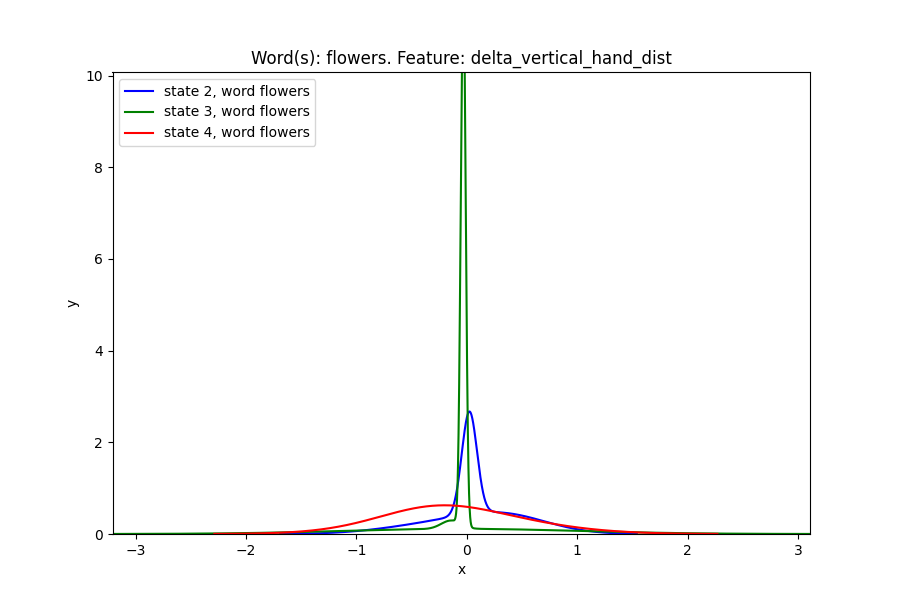 Word(s): flowers. Feature: delta_vertical_hand_dist
state 2, word flowers
state 3, word flowers
state 4, word flowers
10
8
6
4
2
0
y
−3 −2 −1 0 1 2 3
x